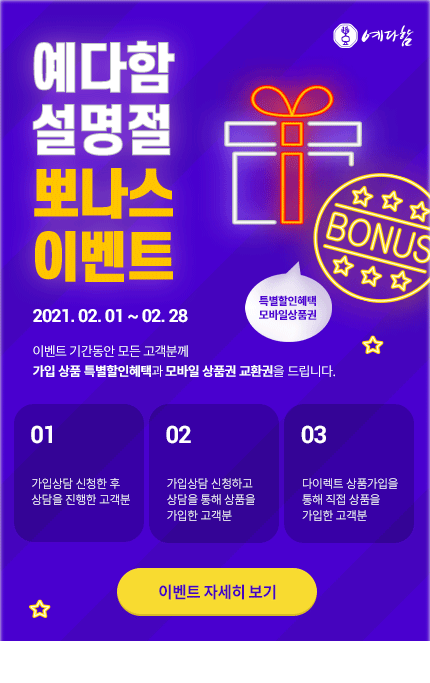 예다함
예다함
설명절
뽀나스
이벤트
BONUS
특별할인혜택
모바일상품권
2021. 02. 01 ~ 02. 28
이벤트 기간동안 모든 고객분께
가입 상품 특별할인혜택과 모바일 상품권 교환권을 드립니다.
01
가입상담 신청한 후
상담을 진행한 고객분
02
가입상담 신청하고
상담을 통해 상품을
가입한 고객분
03
다이렉트 상품가입을
통해 직접 상품을
가입한 고객분
이벤트 자세히 보기